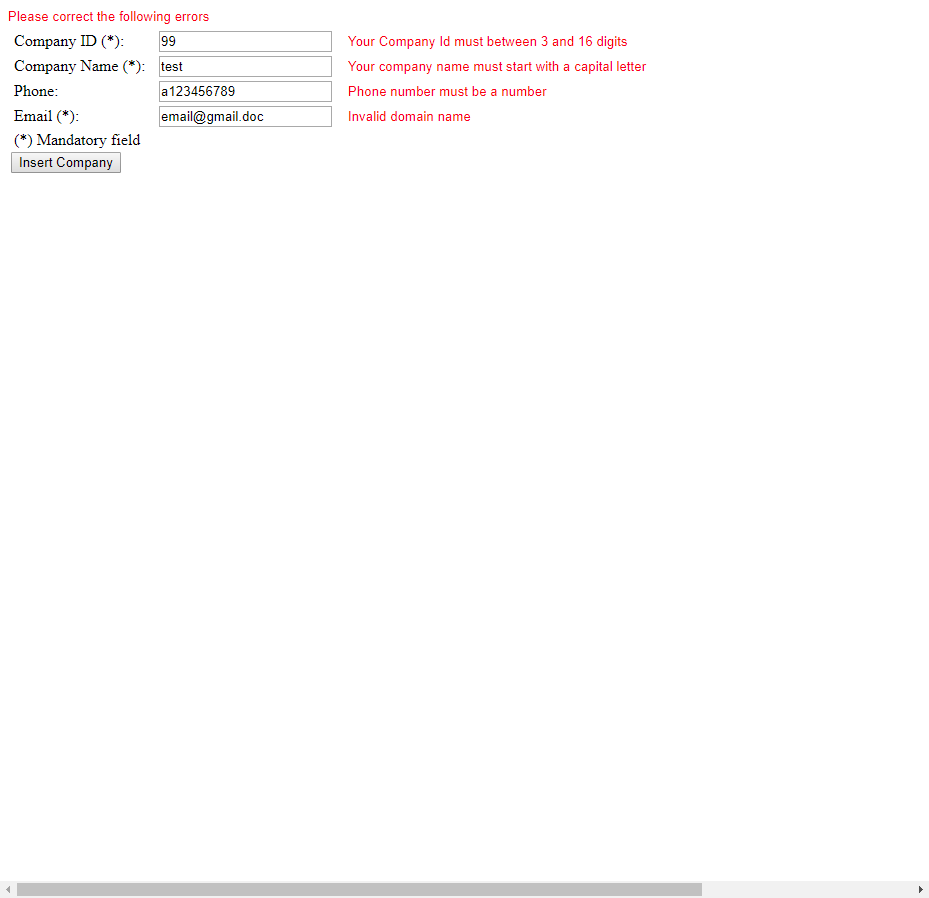 Please correct the following errors
Company ID (*): 99 Your Company Id must between 3 and 16 digits
Company Name (*): test Your company name must start with a capital letter
Phone: a123456789 Phone number must be a number
Email (*): email@gmail.doc Invalid domain name
(*) Mandatory field
Insert Company